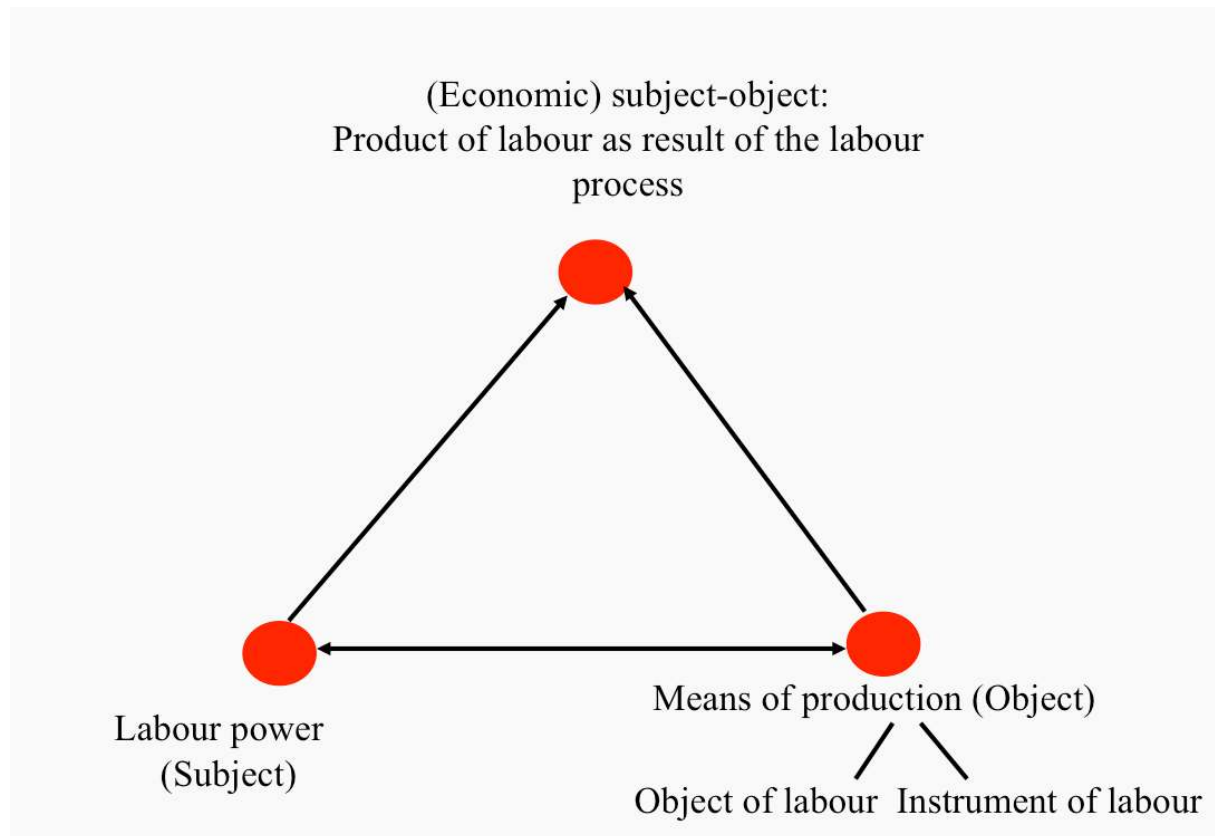 (Economic) subject-object:
Product of labour as result of the labour
process
Means of production (Object)
Labour power
(Subject)
Object of labour Instrument of labour